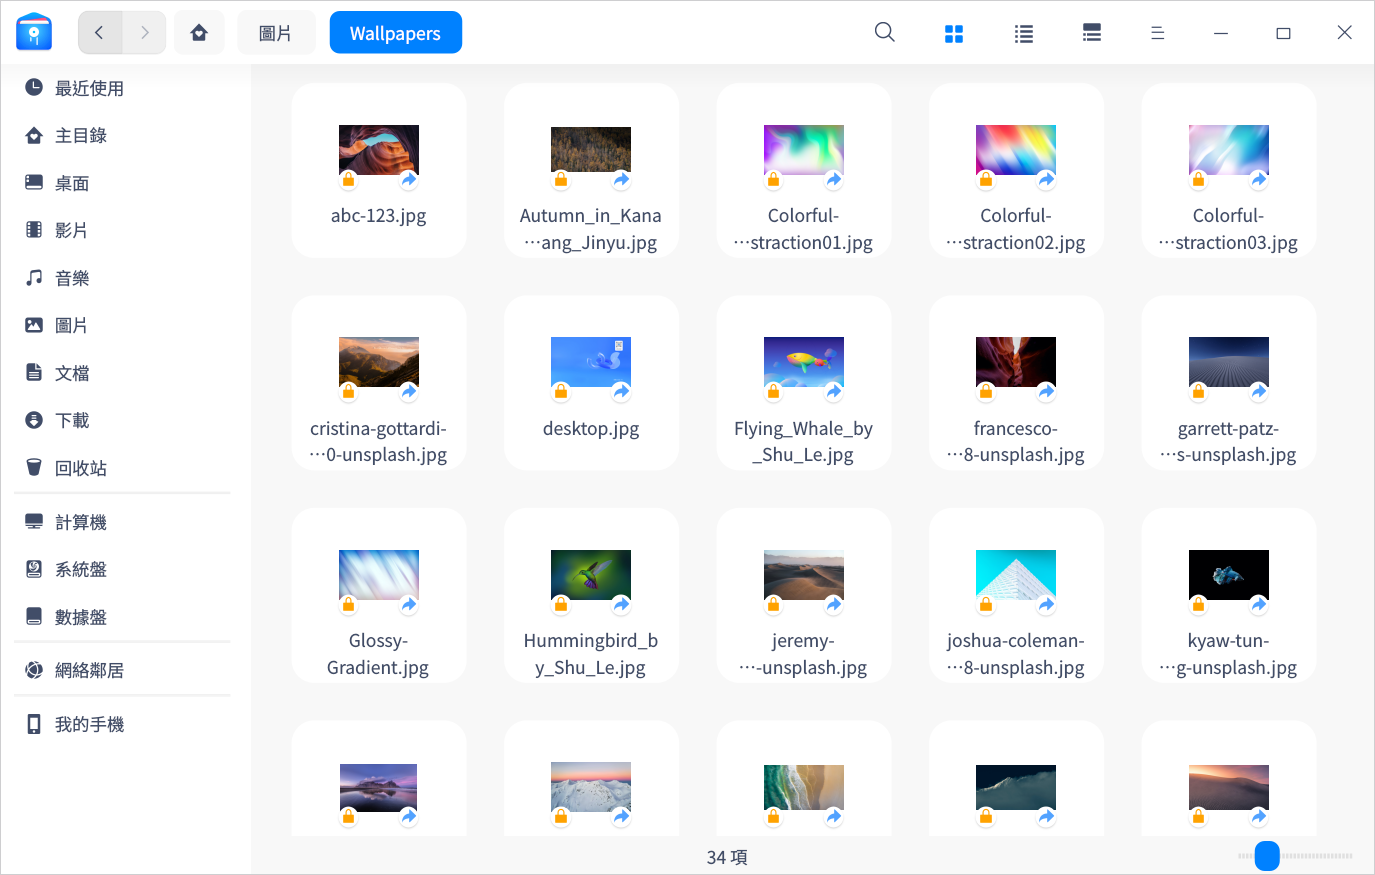 圖片
Wallpapers
最近使用
主目錄
桌面
影片
音樂
圖片
文檔
下載
回收站
計算機
系統盤
數據盤
網絡鄰居
我的手機
abc-123.jpg
Autumn_in_Kana
…ang_Jinyu.jpg
Colorful-
…straction01.jpg
Colorful-
…straction02.jpg
Colorful-
…straction03.jpg
cristina-gottardi-
…0-unsplash.jpg
desktop.jpg
Flying_Whale_by
_Shu_Le.jpg
francesco-
…8-unsplash.jpg
garrett-patz-
…s-unsplash.jpg
Glossy-
Gradient.jpg
Hummingbird_b
y_Shu_Le.jpg
jeremy-
…-unsplash.jpg
joshua-coleman-
…8-unsplash.jpg
kyaw-tun-
…g-unsplash.jpg
34 項